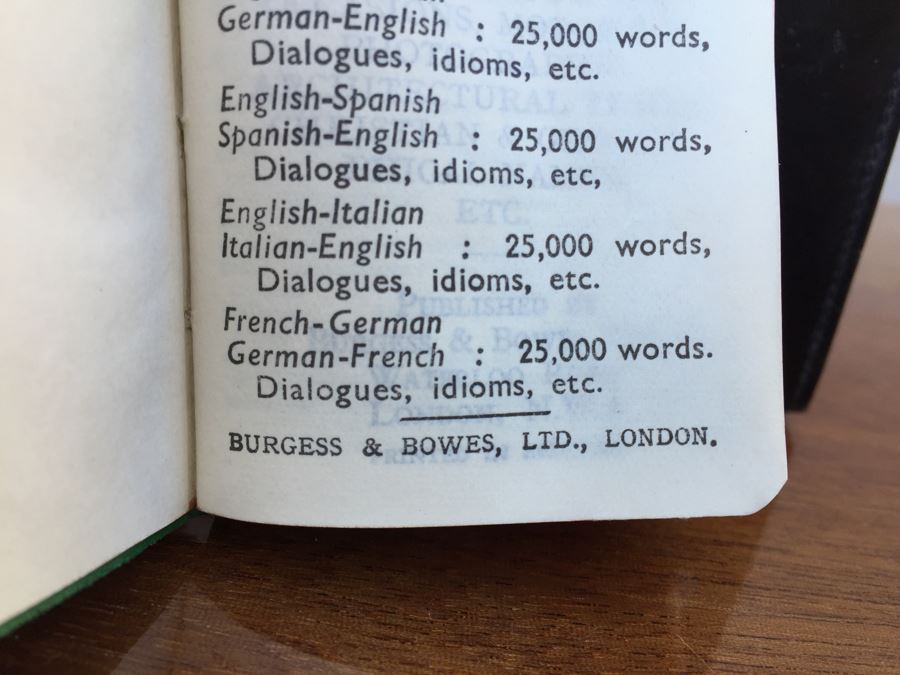 German-English : 25,000 words,
Dialogues, idioms, etc.
English-Spanish
Spanish-English : 25,000 words,
Dialogues, idioms, etc,
English-Italian
Italian-English : 25,000 words,
Dialogues, idioms, etc.
French-German
German-French : 25,000 words.
Dialogues, idioms, etc.
BURGESS & BOWES, LTD., LONDON.